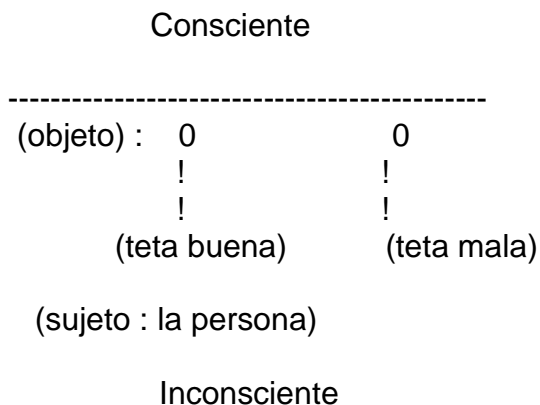 Consciente
---------------------------------------------
(objeto) : 0 0
! !
! !
(teta buena) (teta mala)
(sujeto : la persona)
Inconsciente